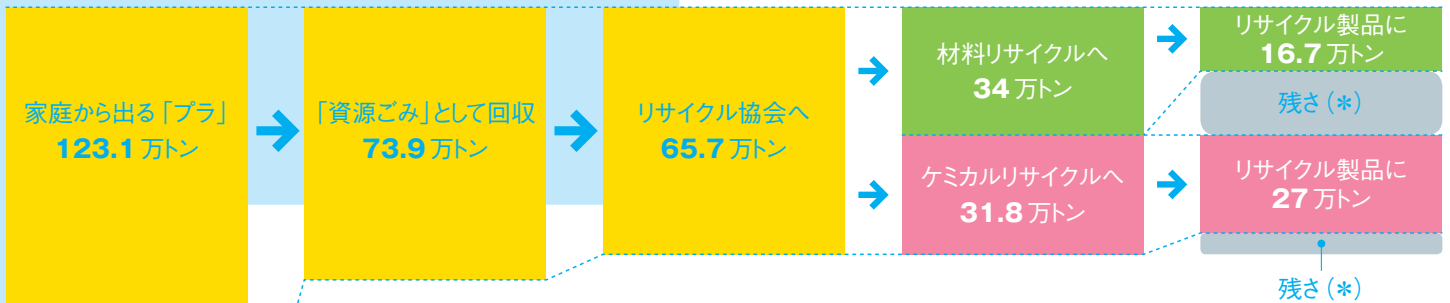 家庭から出る「プラ」
123.1 万トン
「資源ごみ」として回収
73.9 万トン
リサイクル協会へ
65.7 万トン
材料リサイクルへ
34 万トン
リサイクル製品に
16.7 万トン
残さ（＊）
ケミカルリサイクルへ
31.8 万トン
リサイクル製品に
27 万トン
残さ（＊）